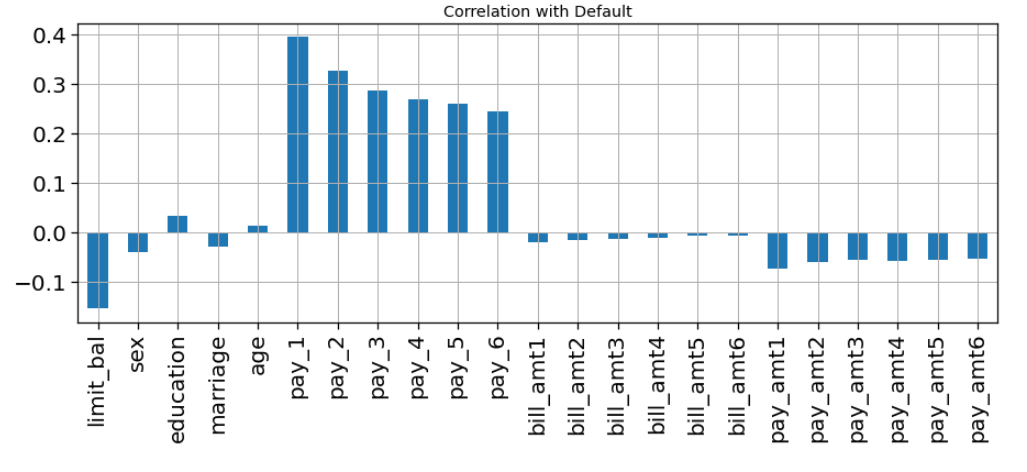 Correlation with Default
0.4
0.3
0.2
0.1
0.0
−0.1
limit_bal
sex
education
marriage
age
pay_1
pay_2
pay_3
pay_4
pay_5
pay_6
bill_amt1
bill_amt2
bill_amt3
bill_amt4
bill_amt5
bill_amt6
pay_amt1
pay_amt2
pay_amt3
pay_amt4
pay_amt5
pay_amt6